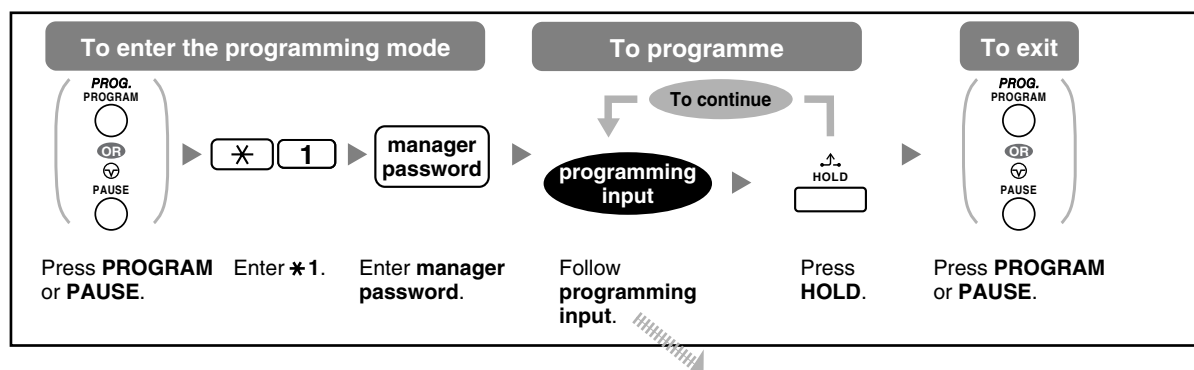 To enter the programming mode
To programme
To exit
PROG.
PROGRAM
OR
PAUSE
✱
1
manager
password
To continue
programming
input
HOLD
PROG.
PROGRAM
OR
PAUSE
Press PROGRAM
or PAUSE.
Enter ✱1.
Enter manager
password.
Follow
programming
input.
Press
HOLD.
Press PROGRAM
or PAUSE.